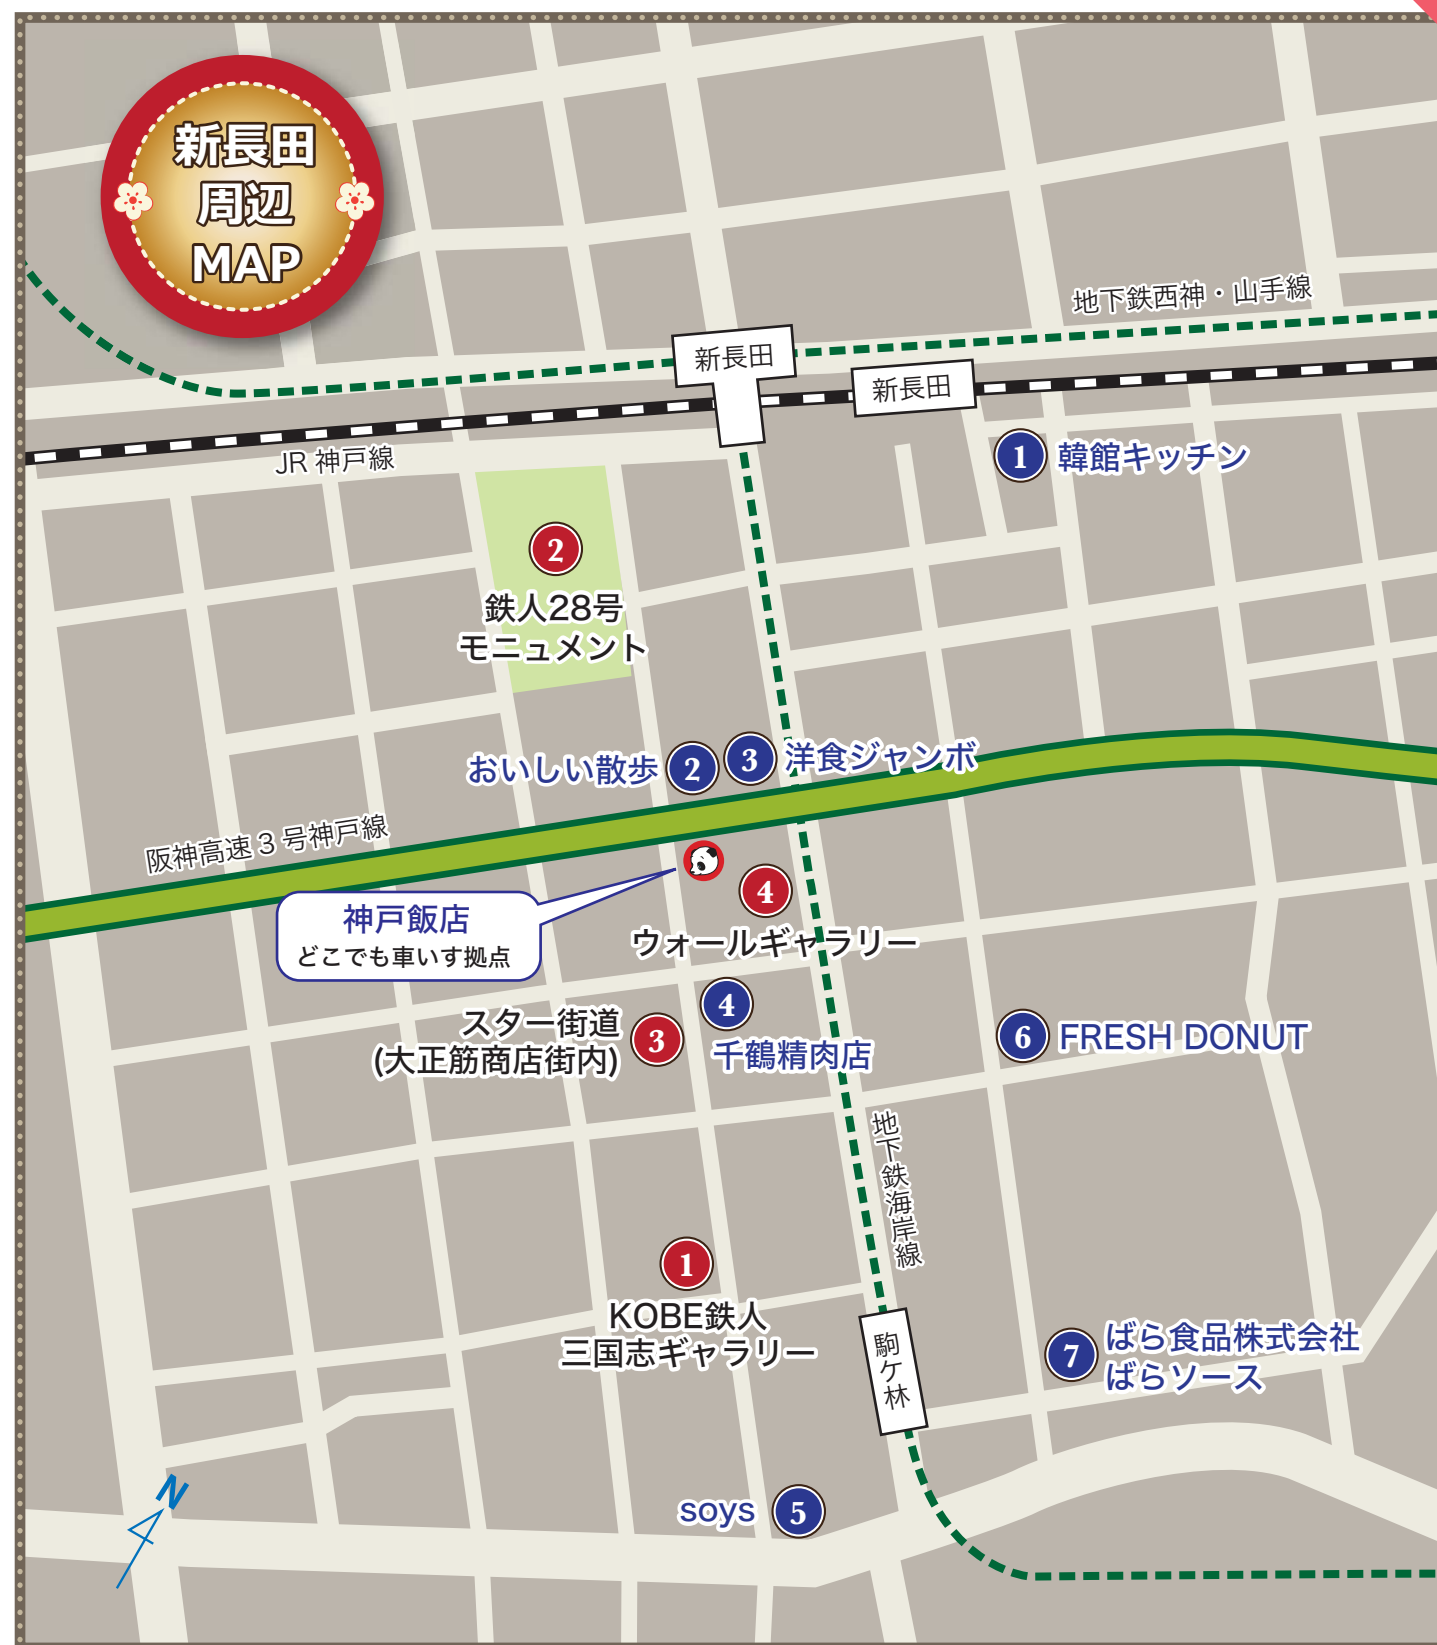 新長田
周辺
MAP
地下鉄西神・山手線
新長田
新長田
JR 神戸線
1 韓館キッチン
2
鉄人28号
モニュメント
おいしい散歩 2
3 洋食ジャンボ
阪神高速 3 号神戸線
神戸飯店
どこでも車いす拠点
4
ウォールギャラリー
スター街道
(大正筋商店街内)
3
4
千鶴精肉店
6 FRESH DONUT
地下鉄海岸線
1
KOBE鉄人
三国志ギャラリー
駒ケ林
7
ばら食品株式会社
ばらソース
N
soys 5